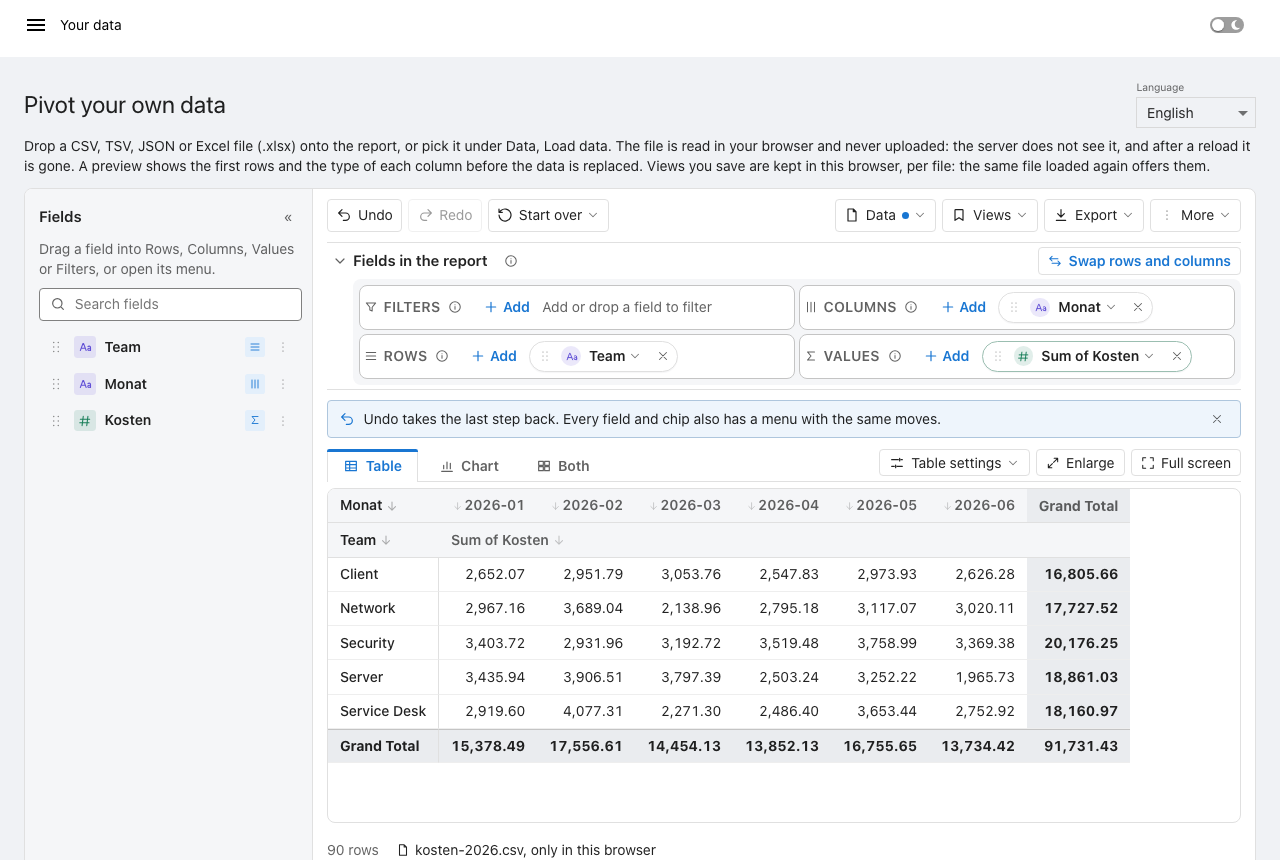 Your data
Pivot your own data
Language
English
Drop a CSV, TSV, JSON or Excel file (.xlsx) onto the report, or pick it under Data, Load data. The file is read in your browser and never uploaded: the server does not see it, and after a reload it
is gone. A preview shows the first rows and the type of each column before the data is replaced. Views you save are kept in this browser, per file: the same file loaded again offers them.
Fields «
Drag a field into Rows, Columns, Values
or Filters, or open its menu.
Search fields
Aa Team
Aa Monat
# Kosten Σ
Undo Redo Start over Data Views Export More
Fields in the report Swap rows and columns
FILTERS + Add Add or drop a field to filter
COLUMNS + Add Aa Monat
ROWS + Add Aa Team
Σ VALUES + Add # Sum of Kosten
Undo takes the last step back. Every field and chip also has a menu with the same moves.
Table Chart Both Table settings Enlarge Full screen
Monat ↓ ↓ 2026-01 ↓ 2026-02 ↓ 2026-03 ↓ 2026-04 ↓ 2026-05 ↓ 2026-06 Grand Total
Team ↓ Sum of Kosten ↓
Client 2,652.07 2,951.79 3,053.76 2,547.83 2,973.93 2,626.28 16,805.66
Network 2,967.16 3,689.04 2,138.96 2,795.18 3,117.07 3,020.11 17,727.52
Security 3,403.72 2,931.96 3,192.72 3,519.48 3,758.99 3,369.38 20,176.25
Server 3,435.94 3,906.51 3,797.39 2,503.24 3,252.22 1,965.73 18,861.03
Service Desk 2,919.60 4,077.31 2,271.30 2,486.40 3,653.44 2,752.92 18,160.97
Grand Total 15,378.49 17,556.61 14,454.13 13,852.13 16,755.65 13,734.42 91,731.43
90 rows kosten-2026.csv, only in this browser